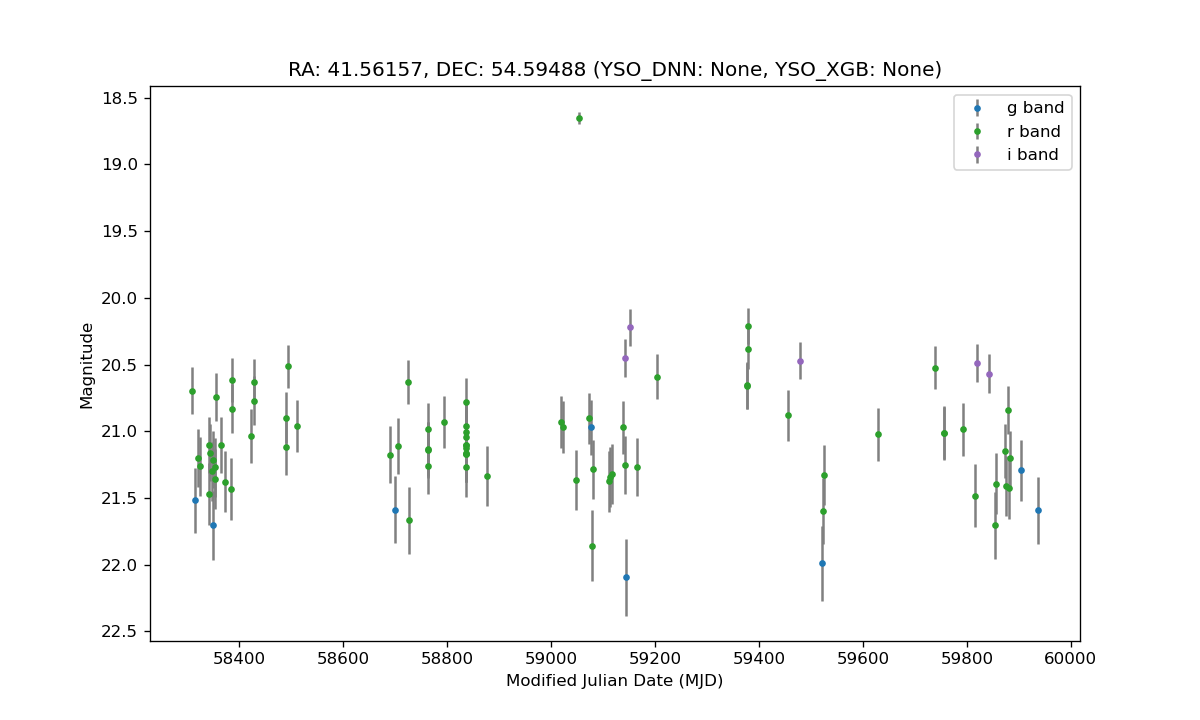 RA: 41.56157, DEC: 54.59488 (YSO_DNN: None, YSO_XGB: None)
g band
r band
i band
18.5
19.0
19.5
20.0
20.5
21.0
21.5
22.0
22.5
Magnitude
58400 58600 58800 59000 59200 59400 59600 59800 60000
Modified Julian Date (MJD)